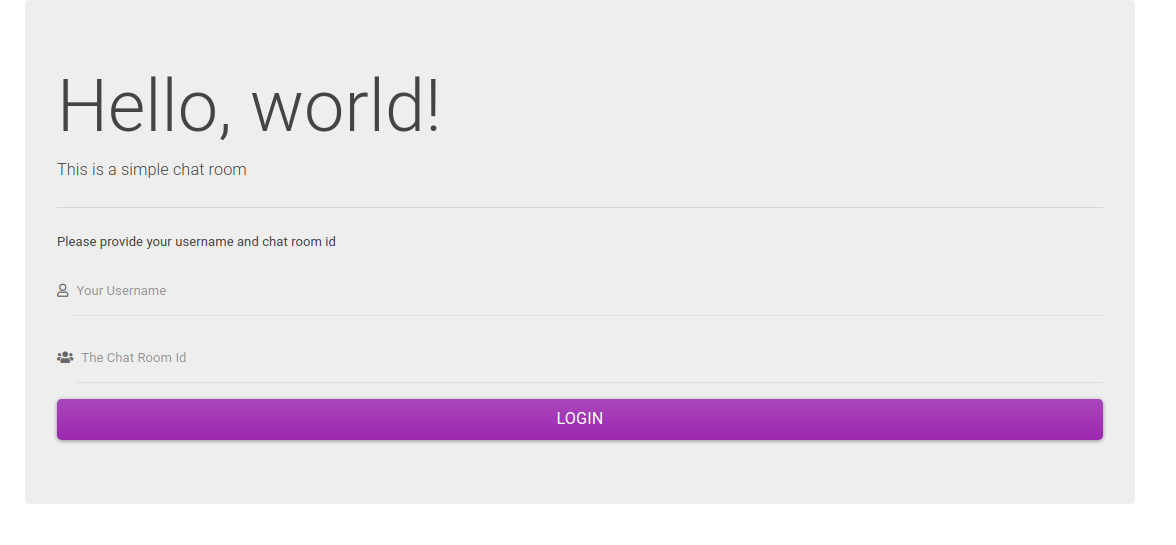 Hello, world!
This is a simple chat room
Please provide your username and chat room id
Your Username
The Chat Room Id
LOGIN